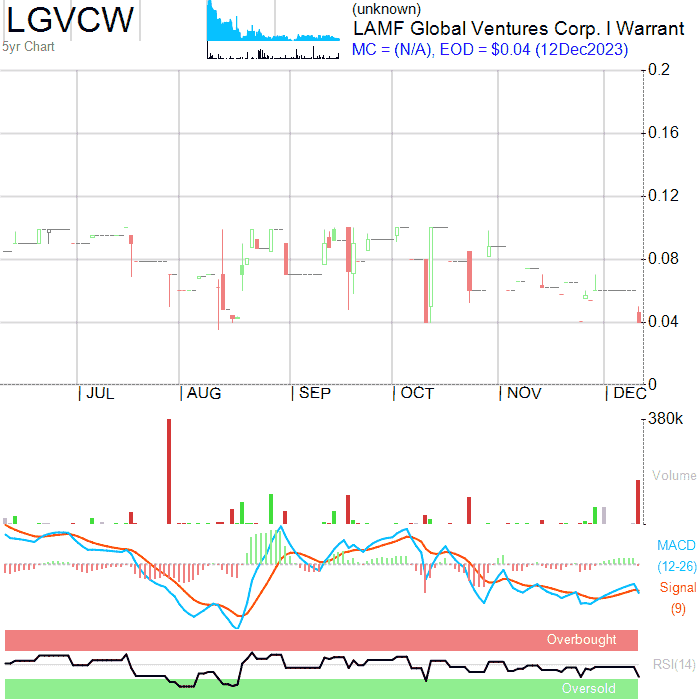 LGVCW
5yr Chart
(unknown)
LAMF Global Ventures Corp. I Warrant
MC = (N/A), EOD = $0.04 (12Dec2023)
0.2
0.16
0.12
0.08
0.04
0
JUL
AUG
SEP
OCT
NOV
DEC
380k
Volume
MACD
(12-26)
Signal
(9)
Overbought
RSI(14)
Oversold